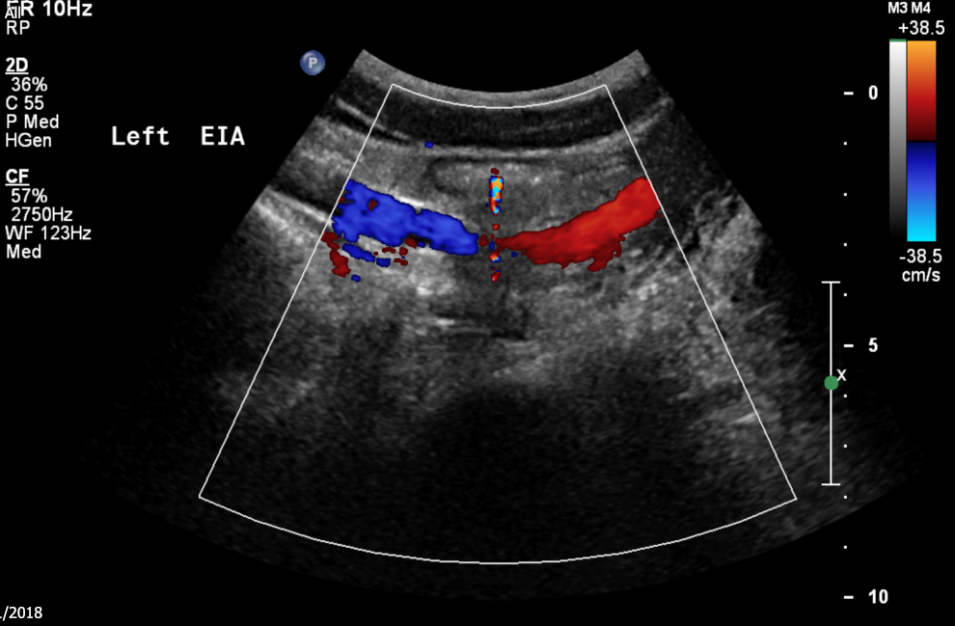 FR 10Hz
RP
2D
36%
C 55
P Med
HGen
CF
57%
2750Hz
WF 123Hz
Med
P
Left EIA
M3 M4
+38.5
-38.5
cm/s
0
5
x
10
/2018